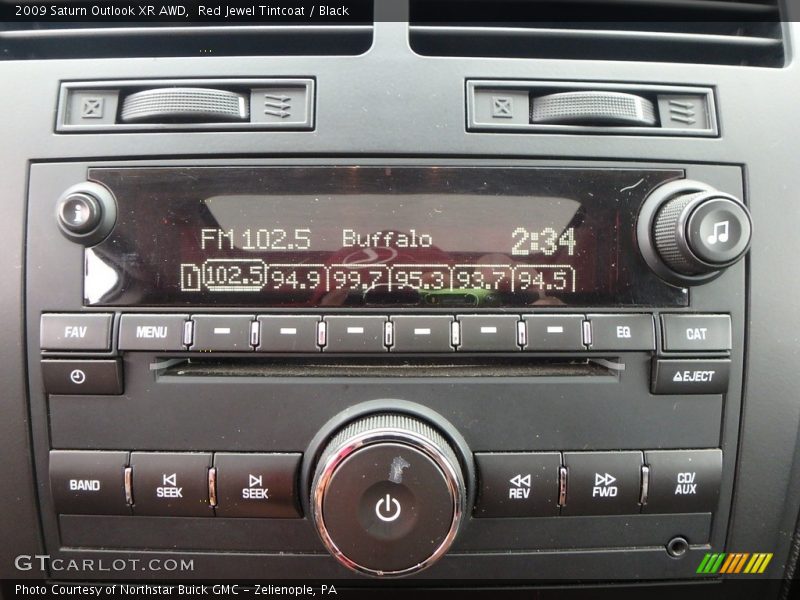 2009 Saturn Outlook XR AWD, Red Jewel Tintcoat / Black
i
FM 102.5 Buffalo 2:34
1 102.5 94.9 99.7 95.3 93.7 94.5
FAV MENU EQ CAT
▲EJECT
BAND SEEK SEEK REV FWD CD/AUX
GTCARLOT.COM
Photo Courtesy of Northstar Buick GMC - Zelienople, PA